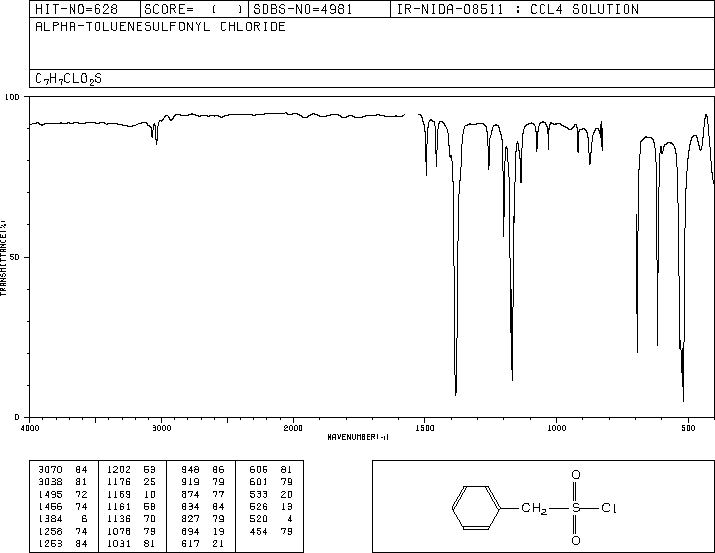 HIT-NO=628 SCORE= ( ) SDBS-NO=4981 IR-NIDA-08511 : CCL4 SOLUTION
ALPHA-TOLUENESULFONYL CHLORIDE
C7H7CLO2S
100
50
0
TRANSMITTANCE(%)
4000 3000 2000 1500 1000 500
WAVENUMBER(-1)
3070 84 1202 53 948 86 606 81
3038 81 1176 25 919 79 601 79
1495 72 1169 10 874 77 533 20
1456 74 1161 68 834 84 526 13
1384 6 1136 70 827 79 520 4
1258 74 1078 79 694 19 454 79
1253 84 1031 81 617 21
O
CH2 S Cl
O